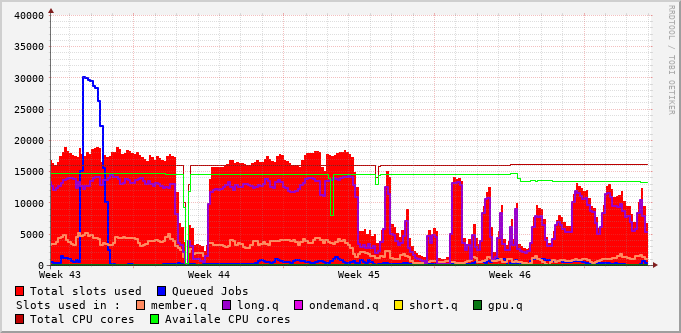 40000
35000
30000
25000
20000
15000
10000
5000
0
Week 43 Week 44 Week 45 Week 46
RRDTOOL / TOBI OETIKER
Total slots used Queued Jobs
Slots used in : member.q long.q ondemand.q short.q gpu.q
Total CPU cores Availale CPU cores